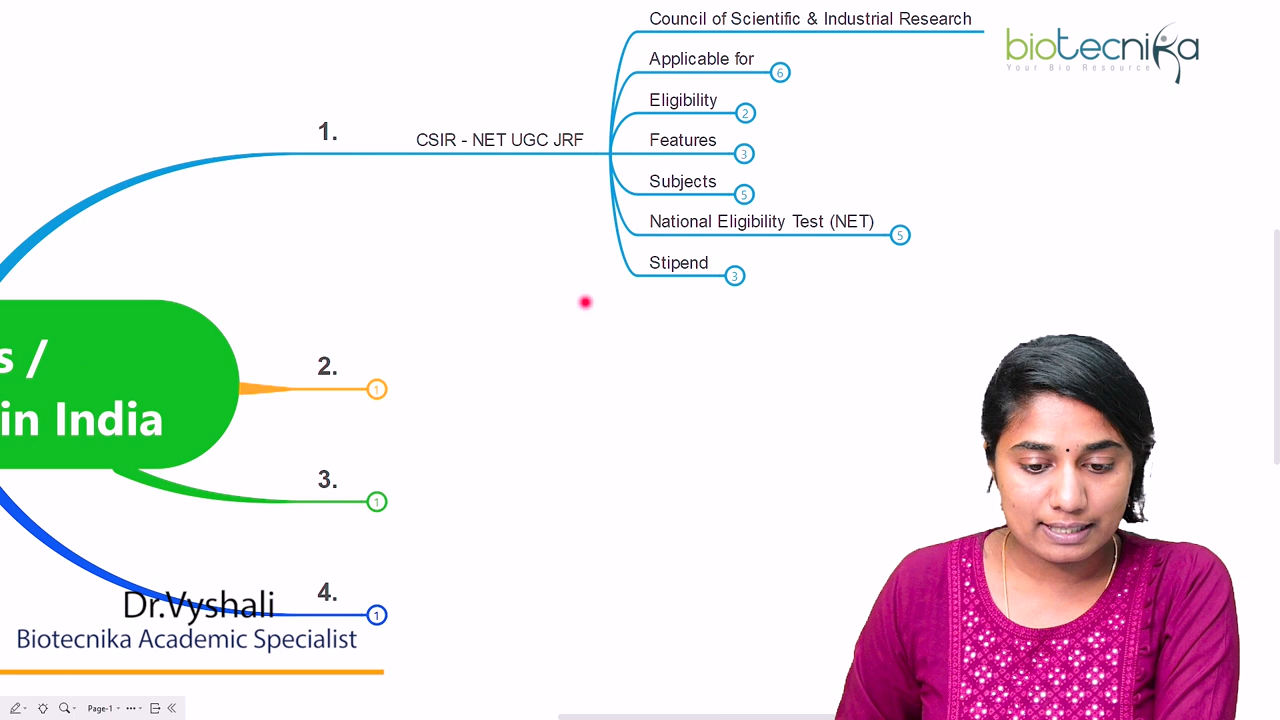 Council of Scientific & Industrial Research
biotecnika
Your Bio Resource
Applicable for
6
Eligibility
2
1.
CSIR - NET UGC JRF
Features
3
Subjects
5
National Eligibility Test (NET)
5
Stipend
3
s /
in India
2.
1
3.
1
4.
1
Dr.Vyshali
Biotecnika Academic Specialist
Page-1